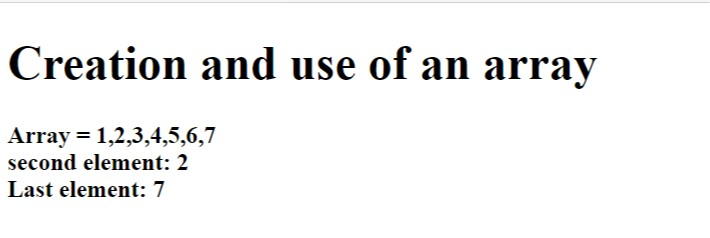 Creation and use of an array
Array = 1,2,3,4,5,6,7
second element: 2
Last element: 7